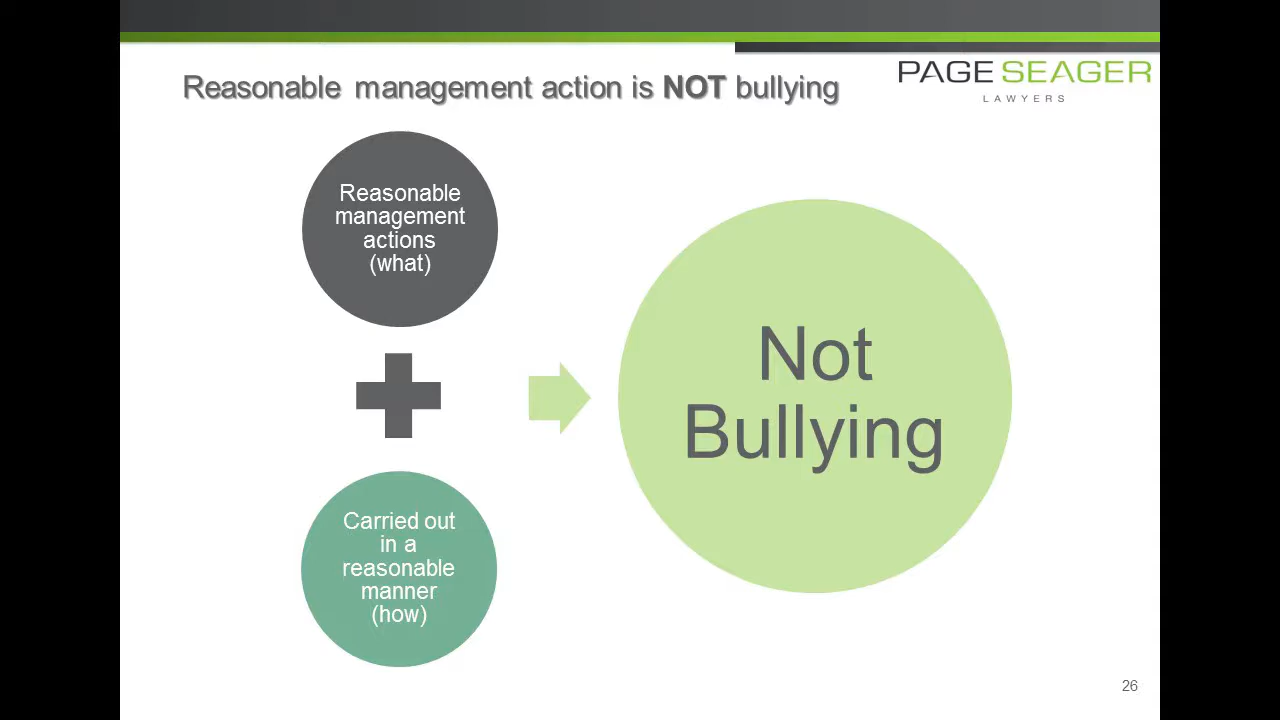 Reasonable management action is NOT bullying
PAGE SEAGER
LAWYERS
Reasonable
management
actions
(what)
Carried out
in a
reasonable
manner
(how)
Not
Bullying
26